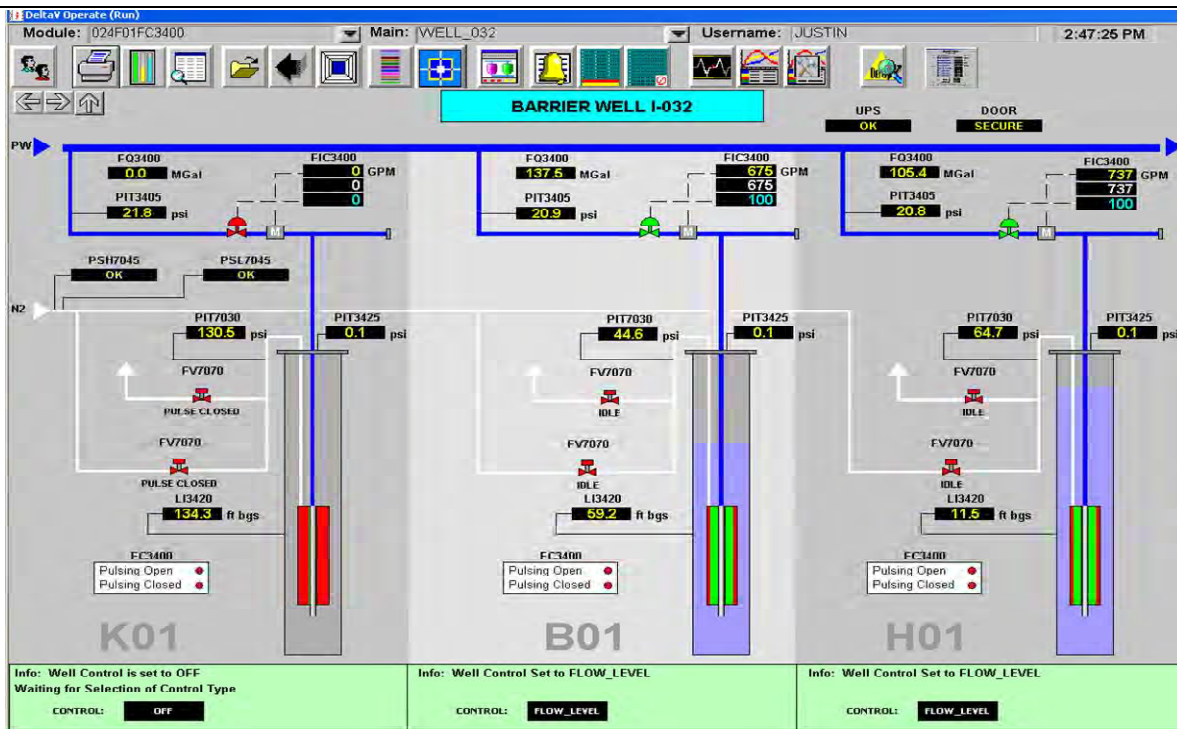 DeltaV Operate (Run)
Module: 024F01FC3400 Main: WELL_032 Username: JUSTIN 2:47:25 PM
BARRIER WELL I-032
UPS
OK
DOOR
SECURE
PW
FQ3400
0.0 MGal
PIT3405
21.8 psi
FIC3400
0 GPM
0
0
M
FQ3400
137.5 MGal
PIT3405
20.9 psi
FIC3400
675 GPM
675
100
M
FQ3400
105.4 MGal
PIT3405
20.8 psi
FIC3400
737 GPM
737
100
M
PSH7045
OK
PSL7045
OK
N2
PIT7030
130.5 psi
PIT3425
0.1 psi
FV7070
PULSE CLOSED
FV7070
PULSE CLOSED
LI3420
134.3 ft bgs
FC3400
Pulsing Open
Pulsing Closed
K01
PIT7030
44.6 psi
PIT3425
0.1 psi
FV7070
IDLE
FV7070
IDLE
LI3420
59.2 ft bgs
FC3400
Pulsing Open
Pulsing Closed
B01
PIT7030
64.7 psi
PIT3425
0.1 psi
FV7070
IDLE
FV7070
IDLE
LI3420
11.5 ft bgs
FC3400
Pulsing Open
Pulsing Closed
H01
Info: Well Control is set to OFF
Waiting for Selection of Control Type
CONTROL: OFF
Info: Well Control Set to FLOW_LEVEL
CONTROL: FLOW_LEVEL
Info: Well Control Set to FLOW_LEVEL
CONTROL: FLOW_LEVEL